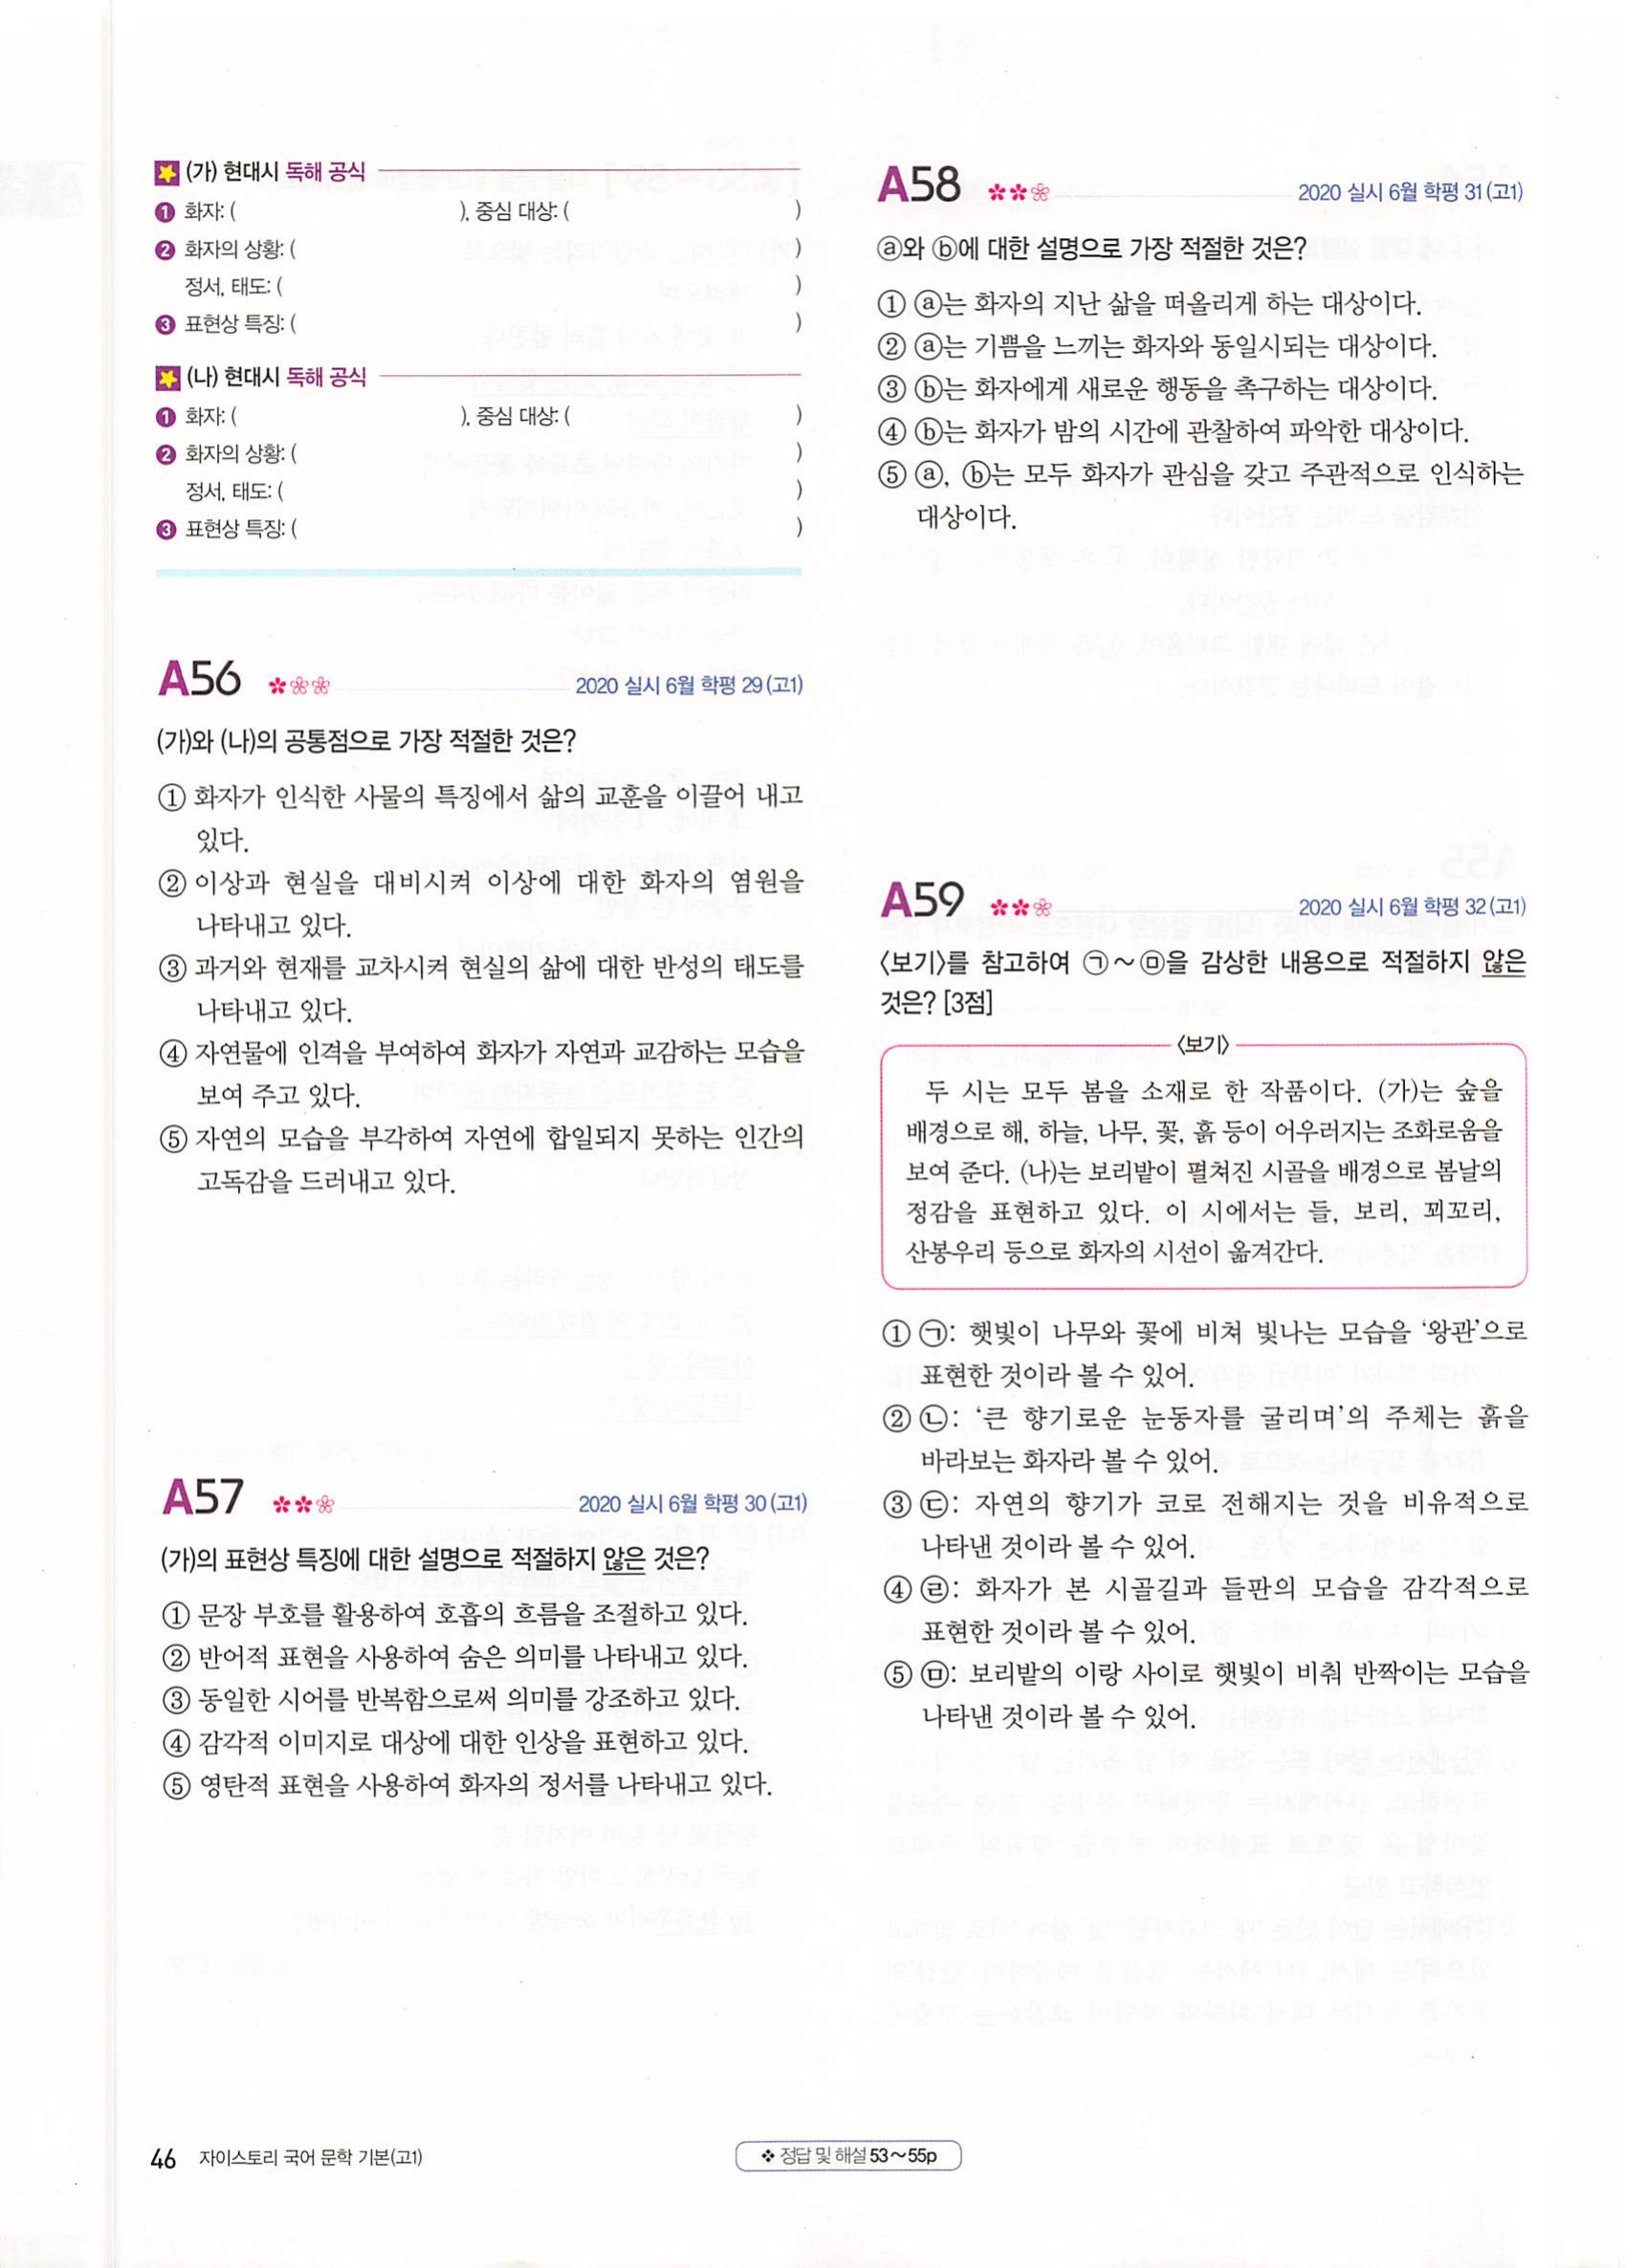 (가) 현대시 독해 공식
❶ 화자: ( ), 중심 대상: ( )
❷ 화자의 상황: ( )
정서, 태도: ( )
❸ 표현상 특징: ( )
(나) 현대시 독해 공식
❶ 화자: ( ), 중심 대상: ( )
❷ 화자의 상황: ( )
정서, 태도: ( )
❸ 표현상 특징: ( )
A56 2020 실시 6월 학평 29(고1)
(가)와 (나)의 공통점으로 가장 적절한 것은?
① 화자가 인식한 사물의 특징에서 삶의 교훈을 이끌어 내고
있다.
② 이상과 현실을 대비시켜 이상에 대한 화자의 염원을
나타내고 있다.
③ 과거와 현재를 교차시켜 현실의 삶에 대한 반성의 태도를
나타내고 있다.
④ 자연물에 인격을 부여하여 화자가 자연과 교감하는 모습을
보여 주고 있다.
⑤ 자연의 모습을 부각하여 자연에 합일되지 못하는 인간의
고독감을 드러내고 있다.
A57 2020 실시 6월 학평 30(고1)
(가)의 표현상 특징에 대한 설명으로 적절하지 않은 것은?
① 문장 부호를 활용하여 호흡의 흐름을 조절하고 있다.
② 반어적 표현을 사용하여 숨은 의미를 나타내고 있다.
③ 동일한 시어를 반복함으로써 의미를 강조하고 있다.
④ 감각적 이미지로 대상에 대한 인상을 표현하고 있다.
⑤ 영탄적 표현을 사용하여 화자의 정서를 나타내고 있다.
A58 2020 실시 6월 학평 31(고1)
ⓐ와 ⓑ에 대한 설명으로 가장 적절한 것은?
① ⓐ는 화자의 지난 삶을 떠올리게 하는 대상이다.
② ⓐ는 기쁨을 느끼는 화자와 동일시되는 대상이다.
③ ⓑ는 화자에게 새로운 행동을 촉구하는 대상이다.
④ ⓑ는 화자가 밤의 시간에 관찰하여 파악한 대상이다.
⑤ ⓐ, ⓑ는 모두 화자가 관심을 갖고 주관적으로 인식하는
대상이다.
A59 2020 실시 6월 학평 32(고1)
〈보기〉를 참고하여 ㉠~㉤을 감상한 내용으로 적절하지 않은
것은? [3점]
〈보기〉
두 시는 모두 봄을 소재로 한 작품이다. (가)는 숲을
배경으로 해, 하늘, 나무, 꽃, 흙 등이 어우러지는 조화로움을
보여 준다. (나)는 보리밭이 펼쳐진 시골을 배경으로 봄날의
정감을 표현하고 있다. 이 시에서는 들, 보리, 꾀꼬리,
산봉우리 등으로 화자의 시선이 옮겨간다.
① ㉠: 햇빛이 나무와 꽃에 비쳐 빛나는 모습을 '왕관'으로
표현한 것이라 볼 수 있어.
② ㉡: '큰 향기로운 눈동자를 굴리며'의 주체는 흙을
바라보는 화자라 볼 수 있어.
③ ㉢: 자연의 향기가 코로 전해지는 것을 비유적으로
나타낸 것이라 볼 수 있어.
④ ㉣: 화자가 본 시골길과 들판의 모습을 감각적으로
표현한 것이라 볼 수 있어.
⑤ ㉤: 보리밭의 이랑 사이로 햇빛이 비춰 반짝이는 모습을
나타낸 것이라 볼 수 있어.
46 자이스토리 국어 문학 기본(고1)
❖ 정답 및 해설 53~55p